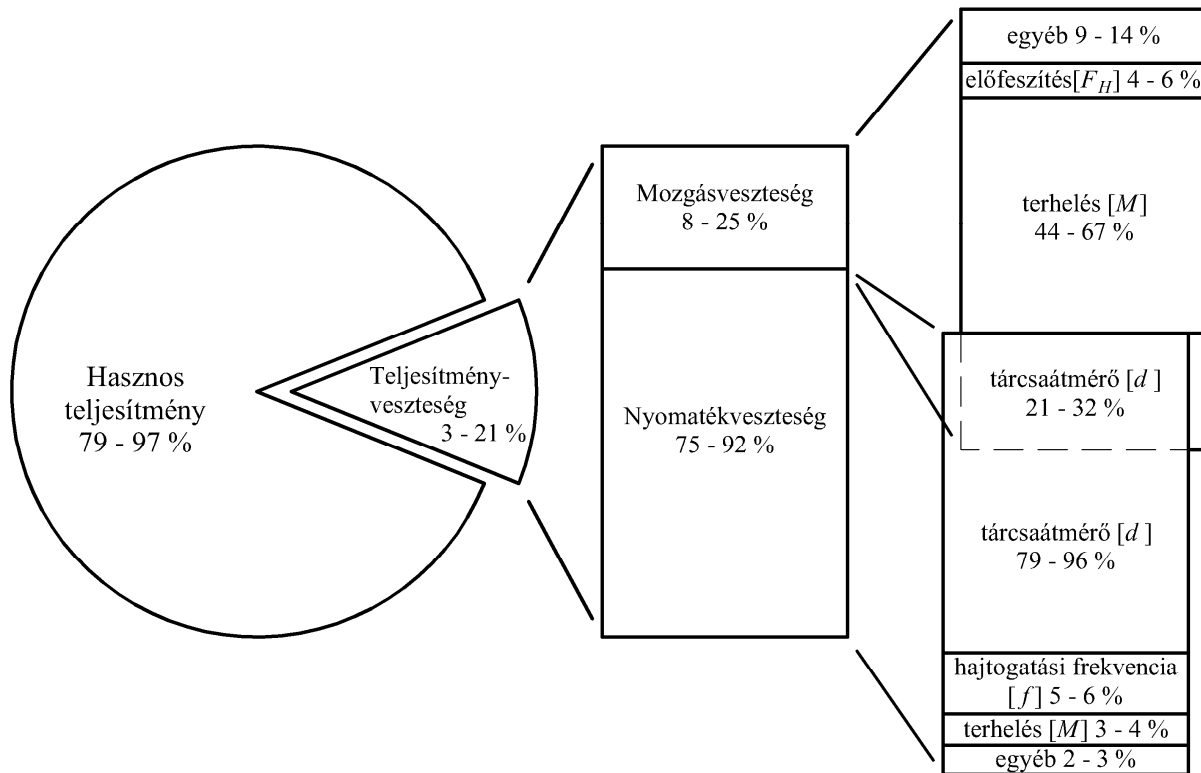 Hasznos
teljesítmény
79 - 97 %
Teljesítmény-
veszteség
3 - 21 %
Mozgásveszteség
8 - 25 %
Nyomatékveszteség
75 - 92 %
egyéb 9 - 14 %
előfeszítés[F_H] 4 - 6 %
terhelés [M]
44 - 67 %
tárcsaátmérő [d ]
21 - 32 %
tárcsaátmérő [d ]
79 - 96 %
hajtogatási frekvencia
[ f ] 5 - 6 %
terhelés [M] 3 - 4 %
egyéb 2 - 3 %